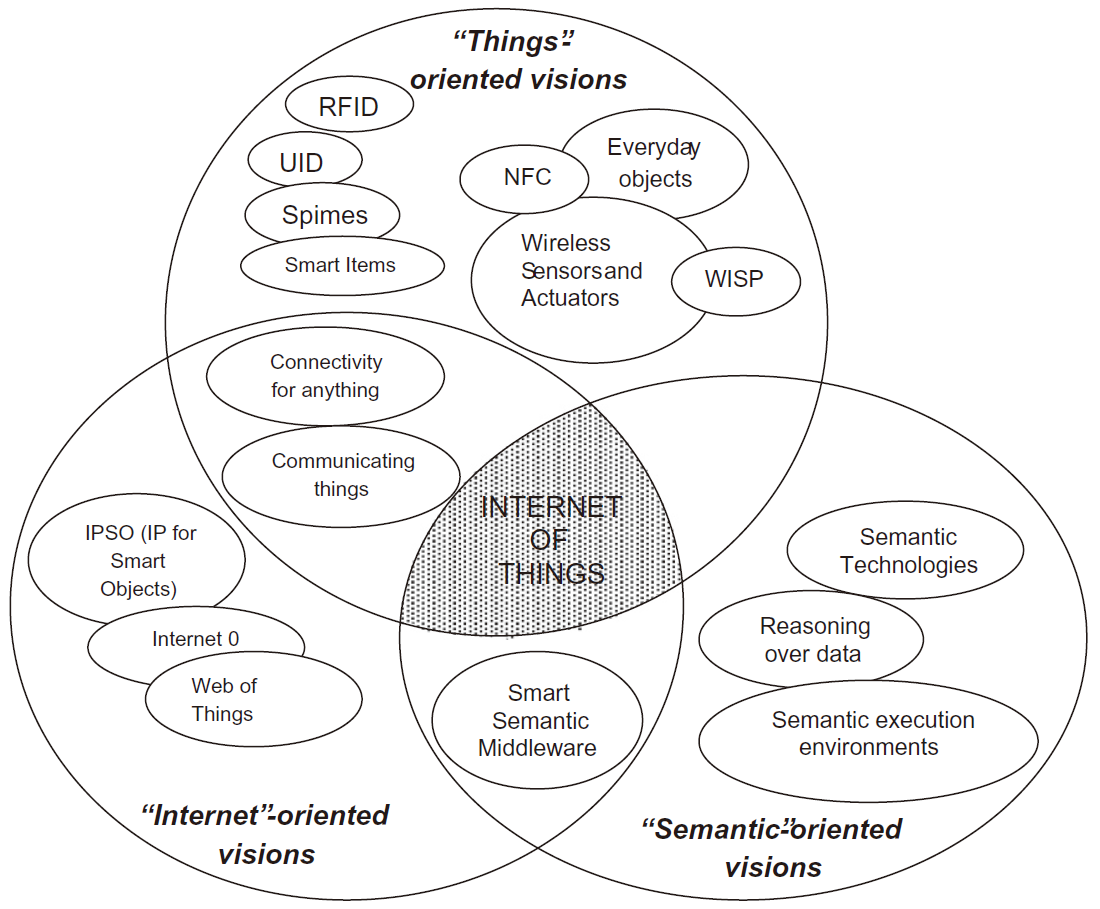 “Things”-
oriented visions
RFID
UID
Spimes
Smart Items
Everyday
objects
NFC
Wireless
Sensors and
Actuators
WISP
Connectivity
for anything
Communicating
things
INTERNET
OF
THINGS
IPSO (IP for
Smart
Objects)
Internet 0
Web of
Things
Semantic
Technologies
Reasoning
over data
Semantic execution
environments
Smart
Semantic
Middleware
“Internet”-oriented
visions
“Semantic-”oriented
visions